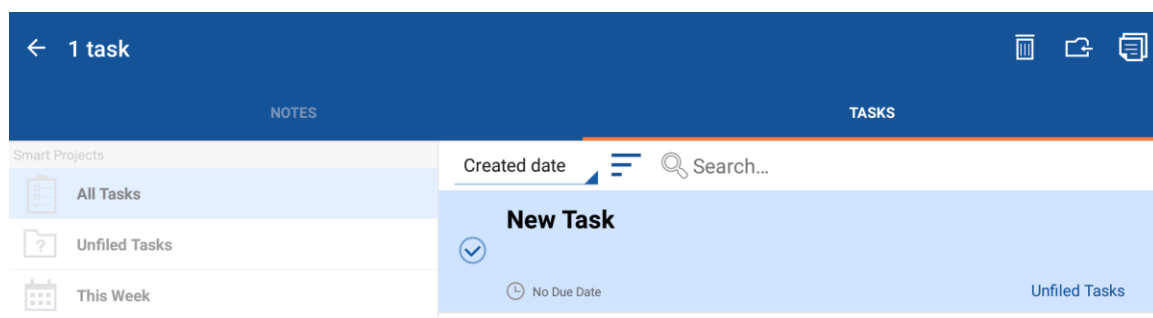 1 task
NOTES
TASKS
Smart Projects
All Tasks
Unfiled Tasks
This Week
Created date
Search...
New Task
No Due Date
Unfiled Tasks